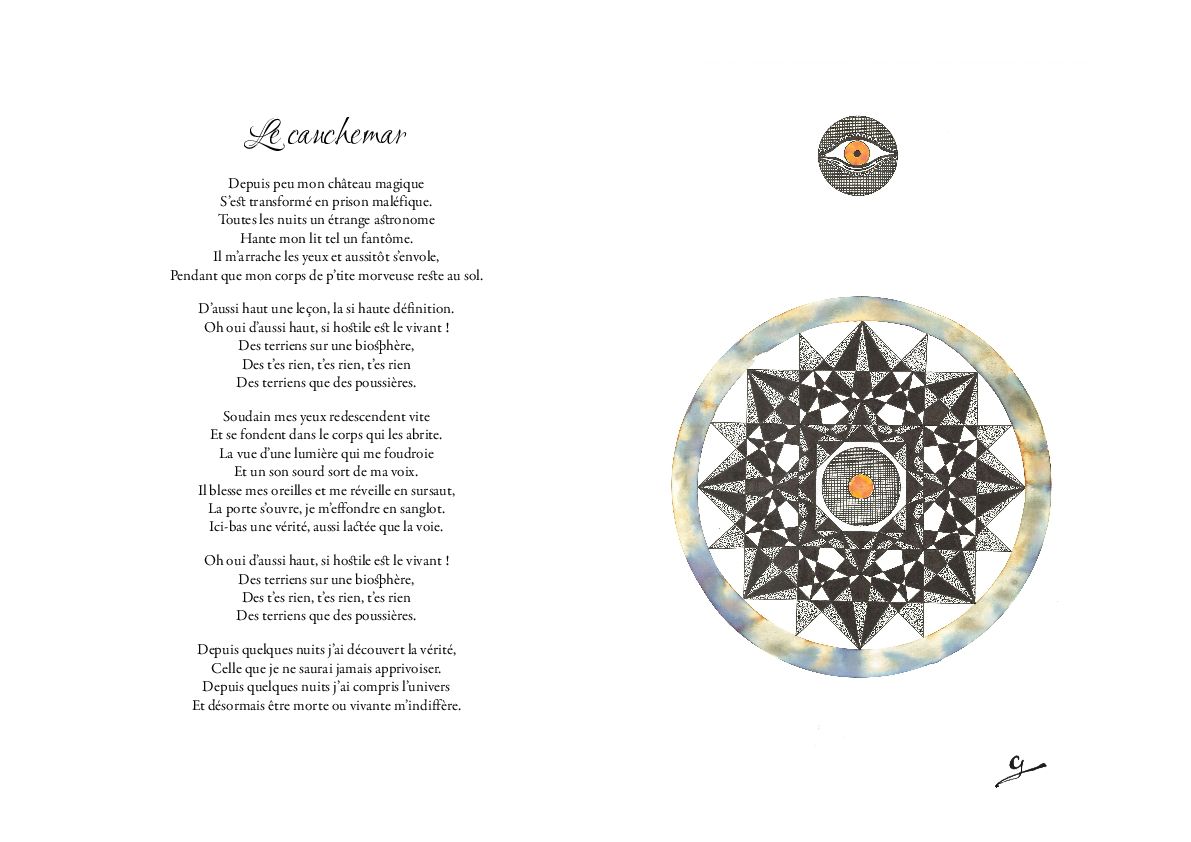 Le cauchemar
Depuis peu mon château magique
S'est transformé en prison maléfique.
Toutes les nuits un étrange astronome
Hante mon lit tel un fantôme.
Il m'arrache les yeux et aussitôt s'envole,
Pendant que mon corps de p'tite morveuse reste au sol.
D'aussi haut une leçon, la si haute définition.
Oh oui d'aussi haut, si hostile est le vivant !
Des terriens sur une biosphère,
Des t'es rien, t'es rien, t'es rien
Des terriens que des poussières.
Soudain mes yeux redescendent vite
Et se fondent dans le corps qui les abrite.
La vue d'une lumière qui me foudroie
Et un son sourd sort de ma voix.
Il blesse mes oreilles et me réveille en sursaut,
La porte s'ouvre, je m'effondre en sanglot.
Ici-bas une vérité, aussi lactée que la voie.
Oh oui d'aussi haut, si hostile est le vivant !
Des terriens sur une biosphère,
Des t'es rien, t'es rien, t'es rien
Des terriens que des poussières.
Depuis quelques nuits j'ai découvert la vérité,
Celle que je ne saurai jamais apprivoiser.
Depuis quelques nuits j'ai compris l'univers
Et désormais être morte ou vivante m'indiffère.
G